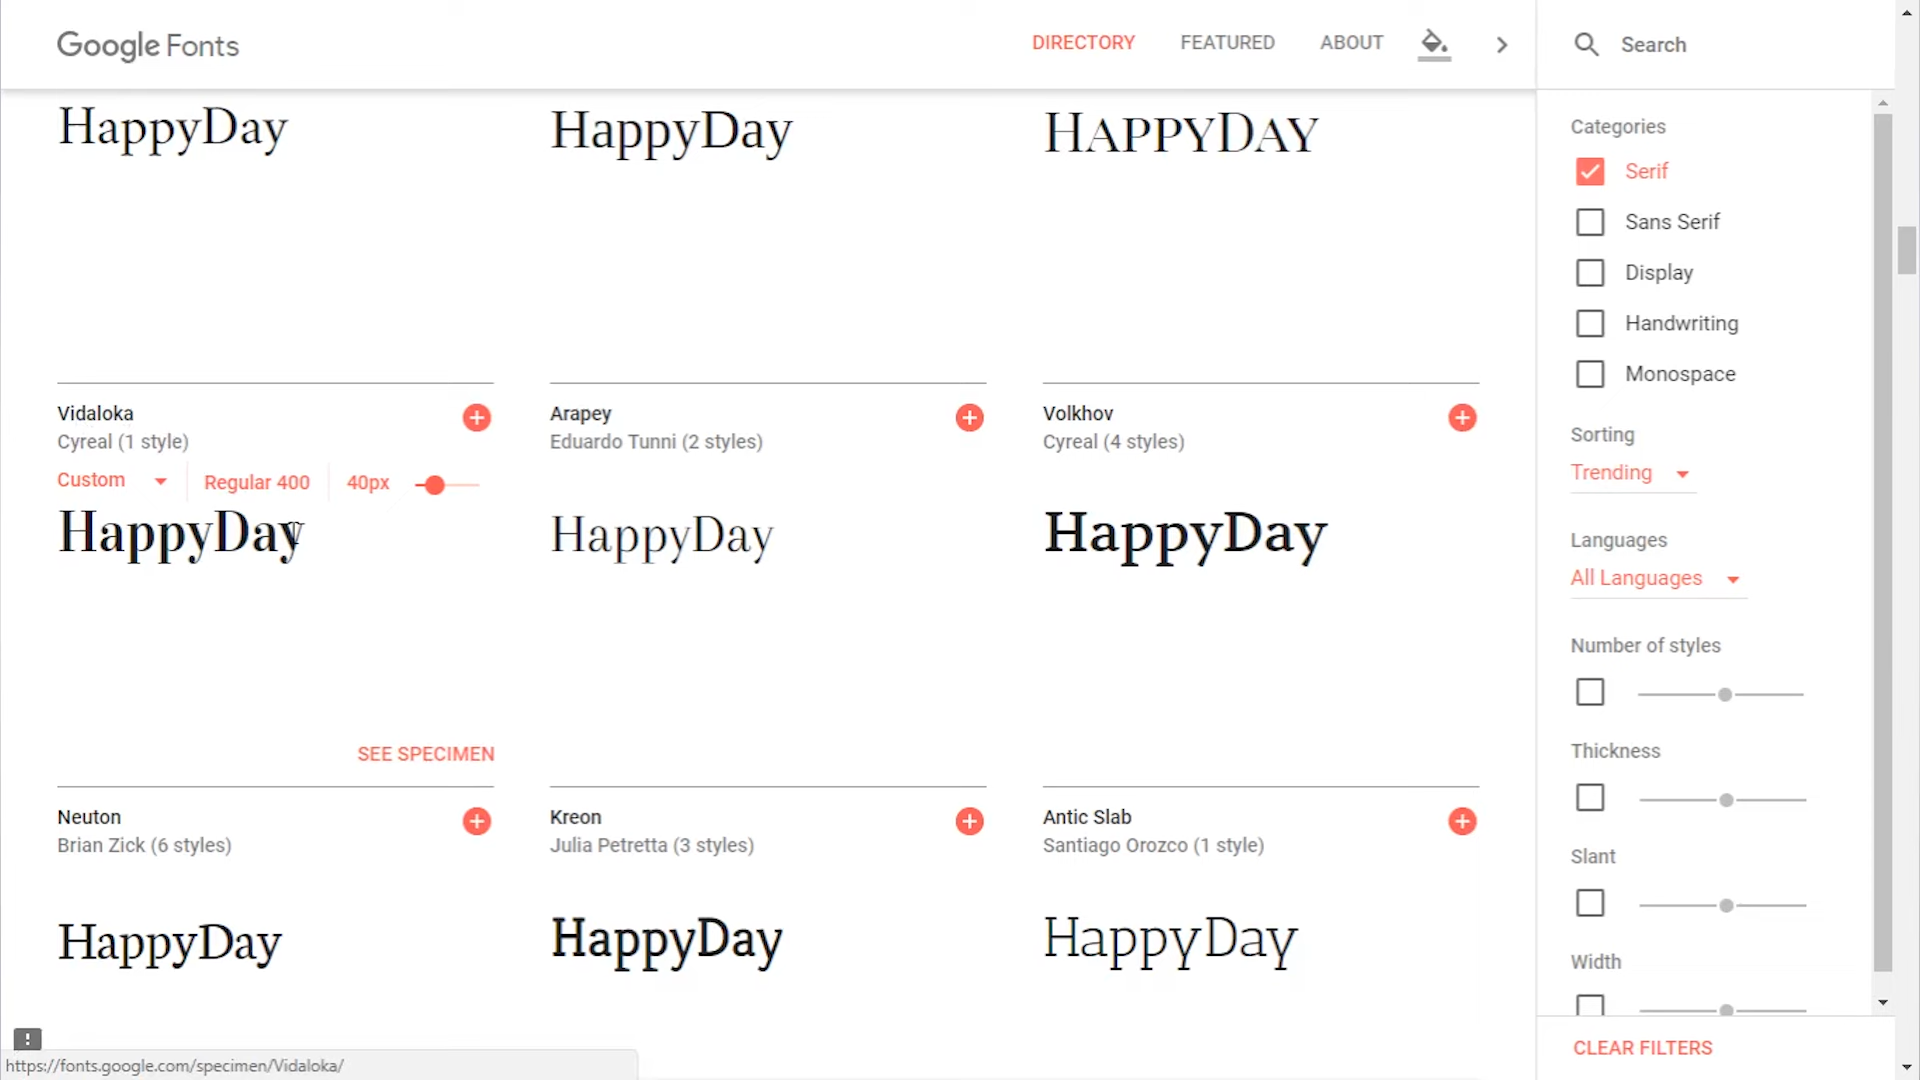 Google Fonts
DIRECTORY FEATURED ABOUT
Search
HappyDay HappyDay HAPPYDAY
Categories
Serif
Sans Serif
Display
Handwriting
Monospace
Vidaloka
Cyreal (1 style)
Custom Regular 400 40px
HappyDay
SEE SPECIMEN
Arapey
Eduardo Tunni (2 styles)
HappyDay
Volkhov
Cyreal (4 styles)
HappyDay
Sorting
Trending
Languages
All Languages
Number of styles
Thickness
Slant
Width
Neuton
Brian Zick (6 styles)
HappyDay
Kreon
Julia Petretta (3 styles)
HappyDay
Antic Slab
Santiago Orozco (1 style)
HappyDay
CLEAR FILTERS
https://fonts.google.com/specimen/Vidaloka/